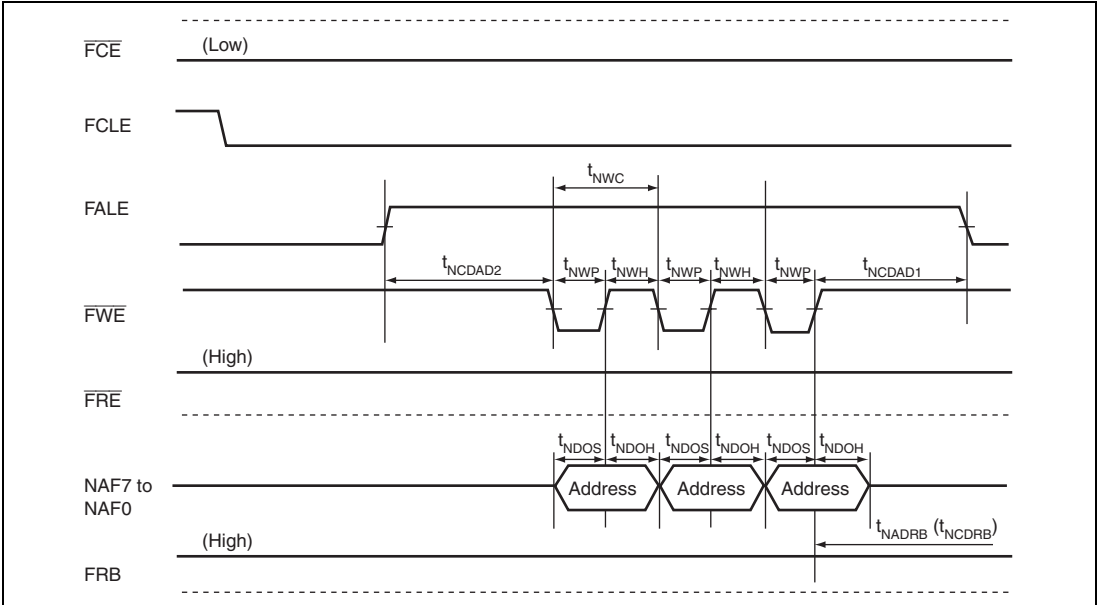 FCE (Low)
FCLE
tNWC
FALE
tNCDAD2 tNWP tNWH tNWP tNWH tNWP tNCDAD1
FWE
(High)
FRE
tNDOS tNDOH tNDOS tNDOH tNDOS tNDOH
NAF7 to
NAF0
Address Address Address
tNADRB (tNCDRB)
(High)
FRB